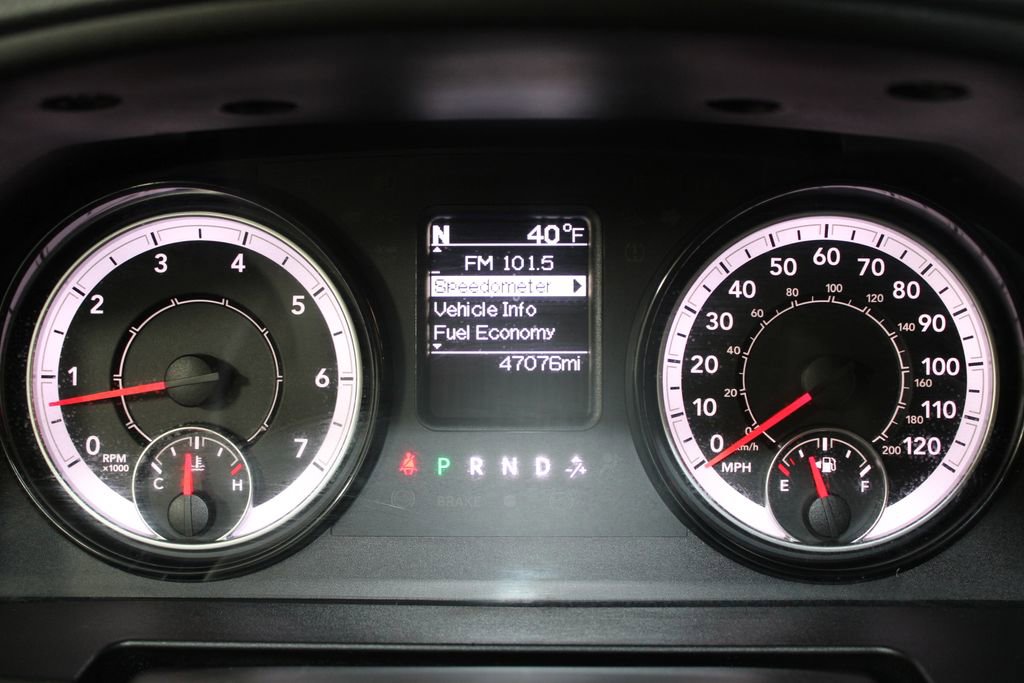 N 40°F
FM 101.5
Speedometer
Vehicle Info
Fuel Economy
47076mi
0 1 2 3 4 5 6 7
RPM
x1000
C H
P R N D
BRAKE
0 10 20 30 40 50 60 70 80 90 100 110 120
MPH
0 20 40 60 80 100 120 140 160 180 200
km/h
E F